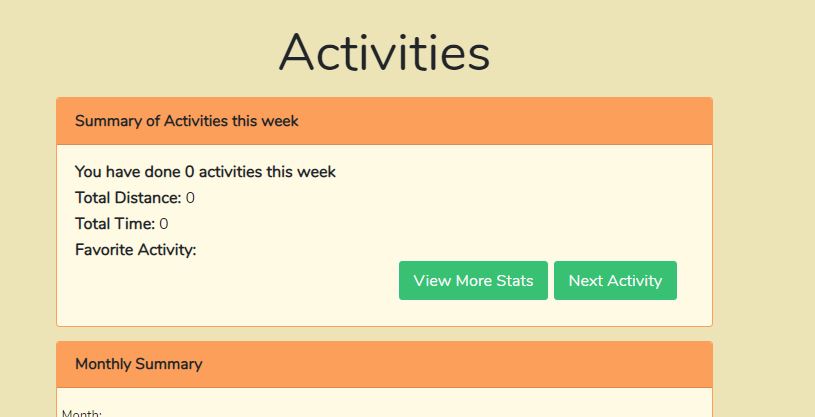 Activities
Summary of Activities this week
You have done 0 activities this week
Total Distance: 0
Total Time: 0
Favorite Activity:
View More Stats Next Activity
Monthly Summary
Month: